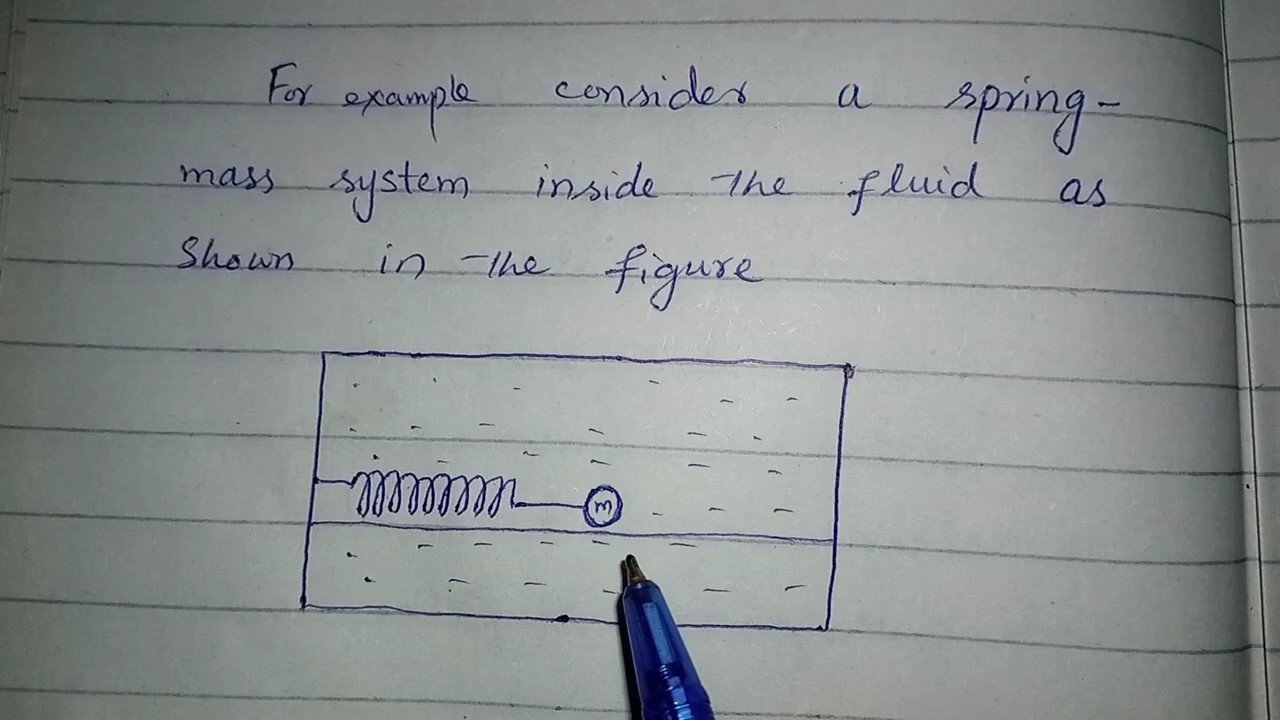 For example consider a spring-
mass system inside the fluid as
Shown in the figure
m